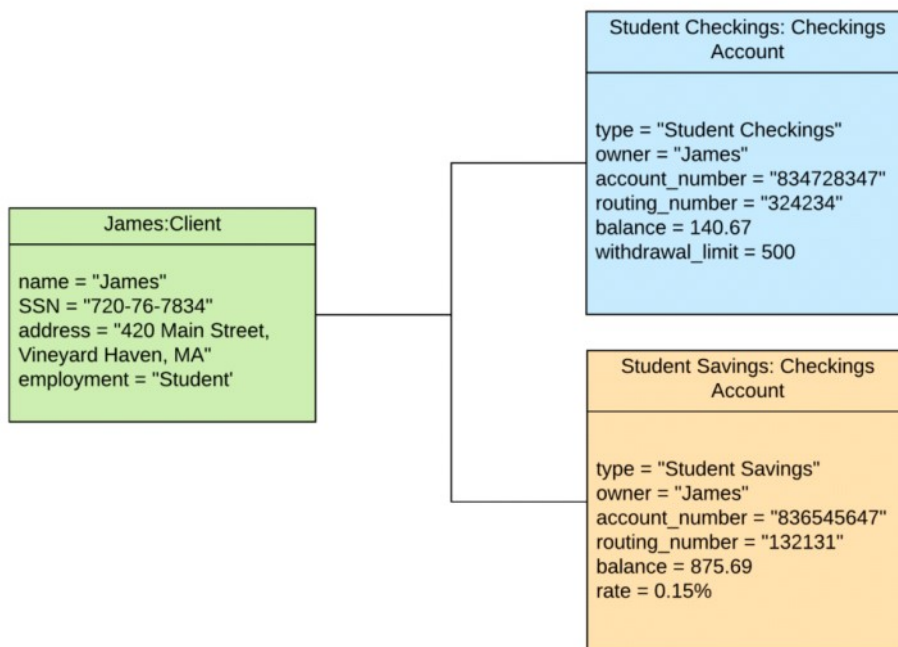 Student Checkings: Checkings
Account
type = "Student Checkings"
owner = "James"
account_number = "834728347"
routing_number = "324234"
balance = 140.67
withdrawal_limit = 500
James:Client
name = "James"
SSN = "720-76-7834"
address = "420 Main Street,
Vineyard Haven, MA"
employment = "Student'
Student Savings: Checkings
Account
type = "Student Savings"
owner = "James"
account_number = "836545647"
routing_number = "132131"
balance = 875.69
rate = 0.15%